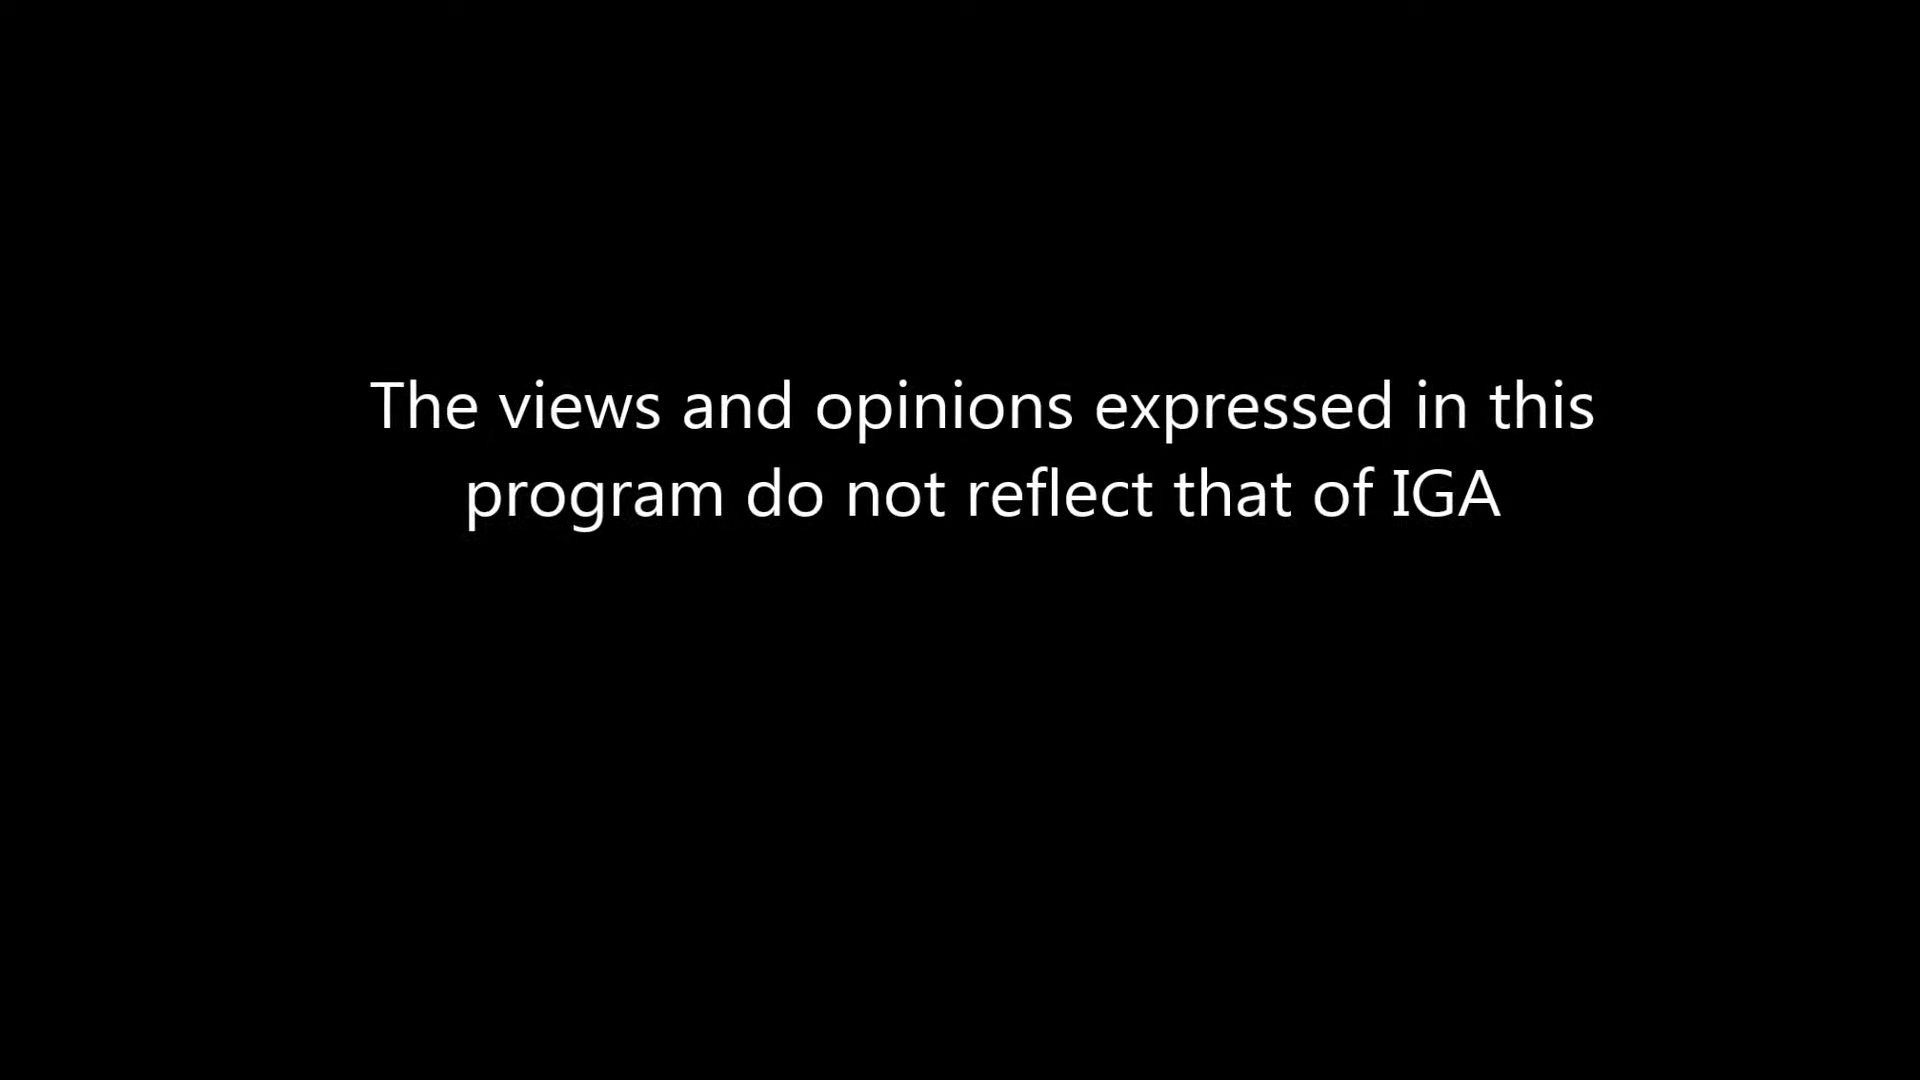 The views and opinions expressed in this
program do not reflect that of IGA